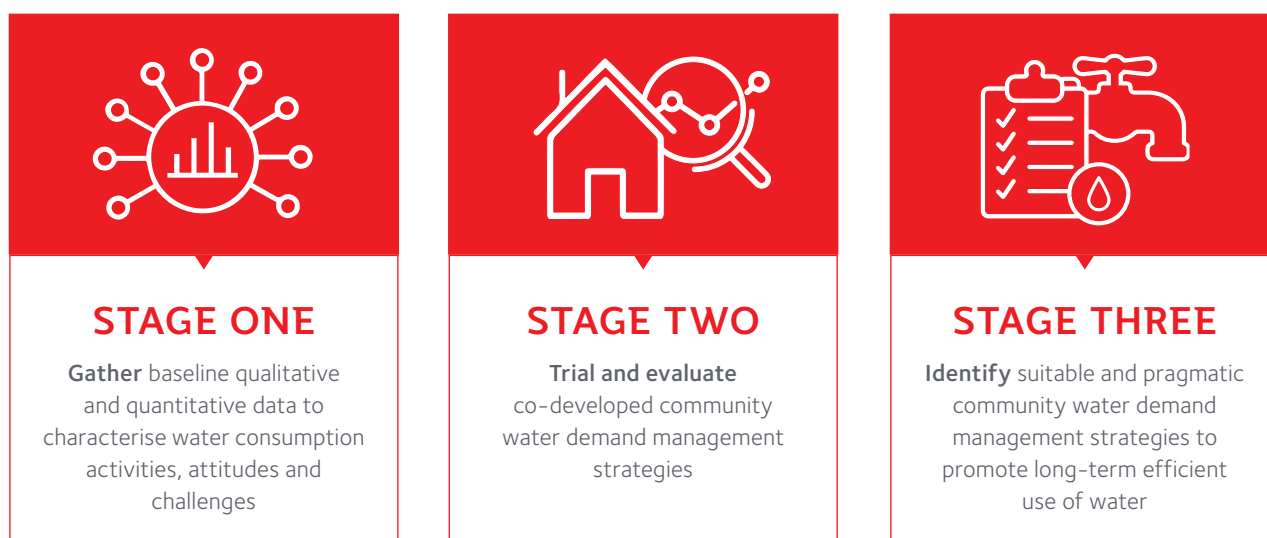 STAGE ONE
Gather baseline qualitative
and quantitative data to
characterise water consumption
activities, attitudes and
challenges
STAGE TWO
Trial and evaluate
co-developed community
water demand management
strategies
STAGE THREE
Identify suitable and pragmatic
community water demand
management strategies to
promote long-term efficient
use of water